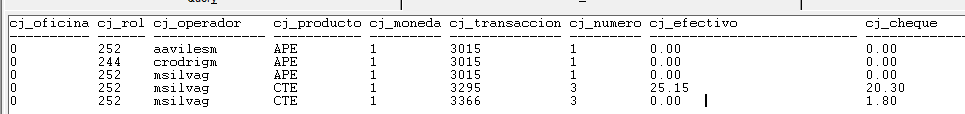 cj_oficina cj_rol cj_operador cj_producto cj_moneda cj_transaccion cj_numero cj_efectivo cj_cheque
0 252 aavilesm APE 1 3015 1 0.00 0.00
0 244 crodrigm APE 1 3015 1 0.00 0.00
0 252 msilvag APE 1 3015 1 0.00 0.00
0 252 msilvag CTE 1 3295 3 25.15 20.30
0 252 msilvag CTE 1 3366 3 0.00 1.80